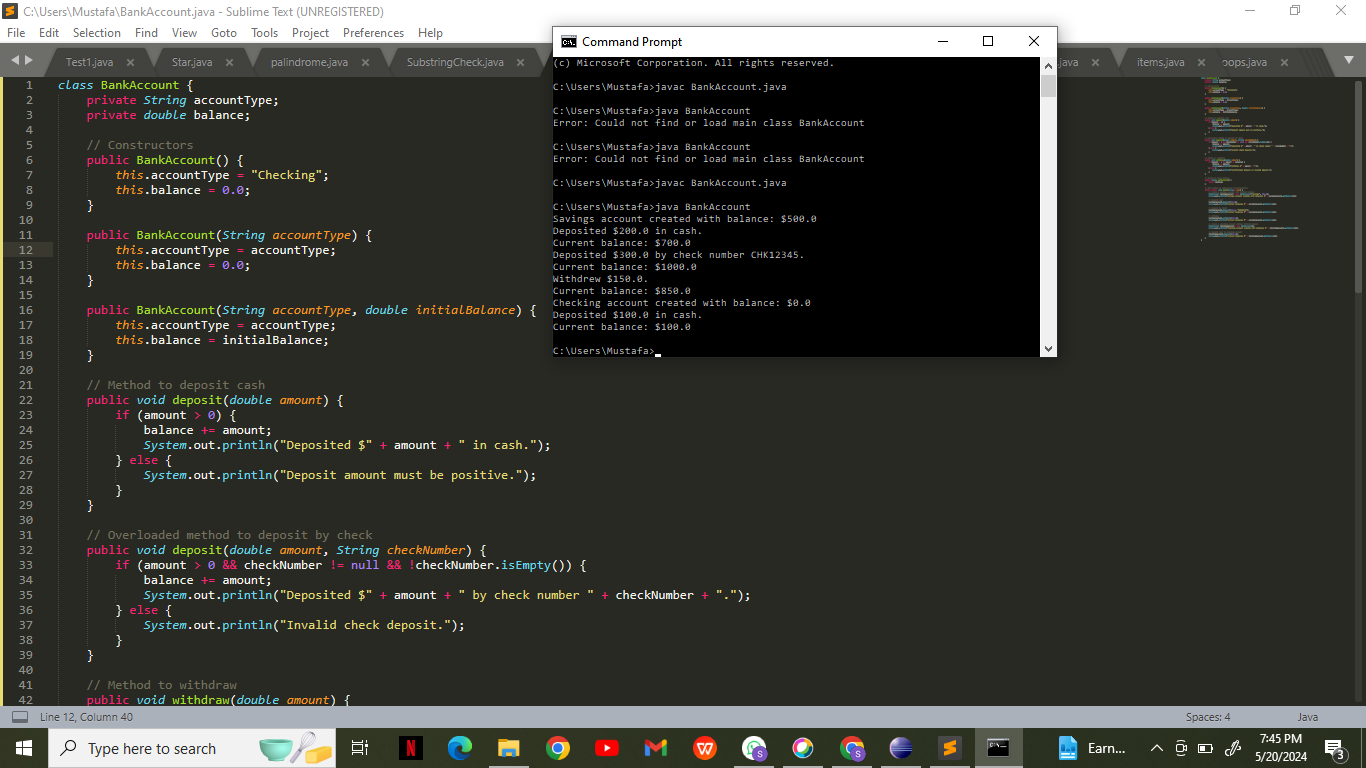 C:\Users\Mustafa\BankAccount.java - Sublime Text (UNREGISTERED)
File Edit Selection Find View Goto Tools Project Preferences Help
Test1.java Star.java palindrome.java SubstringCheck.java .java items.java oops.java
1 class BankAccount {
2 private String accountType;
3 private double balance;
4
5 // Constructors
6 public BankAccount() {
7 this.accountType = "Checking";
8 this.balance = 0.0;
9 }
10
11 public BankAccount(String accountType) {
12 this.accountType = accountType;
13 this.balance = 0.0;
14 }
15
16 public BankAccount(String accountType, double initialBalance) {
17 this.accountType = accountType;
18 this.balance = initialBalance;
19 }
20
21 // Method to deposit cash
22 public void deposit(double amount) {
23 if (amount > 0) {
24 balance += amount;
25 System.out.println("Deposited $" + amount + " in cash.");
26 } else {
27 System.out.println("Deposit amount must be positive.");
28 }
29 }
30
31 // Overloaded method to deposit by check
32 public void deposit(double amount, String checkNumber) {
33 if (amount > 0 && checkNumber != null && !checkNumber.isEmpty()) {
34 balance += amount;
35 System.out.println("Deposited $" + amount + " by check number " + checkNumber + ".");
36 } else {
37 System.out.println("Invalid check deposit.");
38 }
39 }
40
41 // Method to withdraw
42 public void withdraw(double amount) {
Command Prompt
(c) Microsoft Corporation. All rights reserved.
C:\Users\Mustafa>javac BankAccount.java
C:\Users\Mustafa>java BankAccount
Error: Could not find or load main class BankAccount
C:\Users\Mustafa>java BankAccount
Error: Could not find or load main class BankAccount
C:\Users\Mustafa>javac BankAccount.java
C:\Users\Mustafa>java BankAccount
Savings account created with balance: $500.0
Deposited $200.0 in cash.
Current balance: $700.0
Deposited $300.0 by check number CHK12345.
Current balance: $1000.0
Withdrew $150.0.
Current balance: $850.0
Checking account created with balance: $0.0
Deposited $100.0 in cash.
Current balance: $100.0
C:\Users\Mustafa>
Line 12, Column 40 Spaces: 4 Java
Type here to search
Earn...
7:45 PM
5/20/2024
3